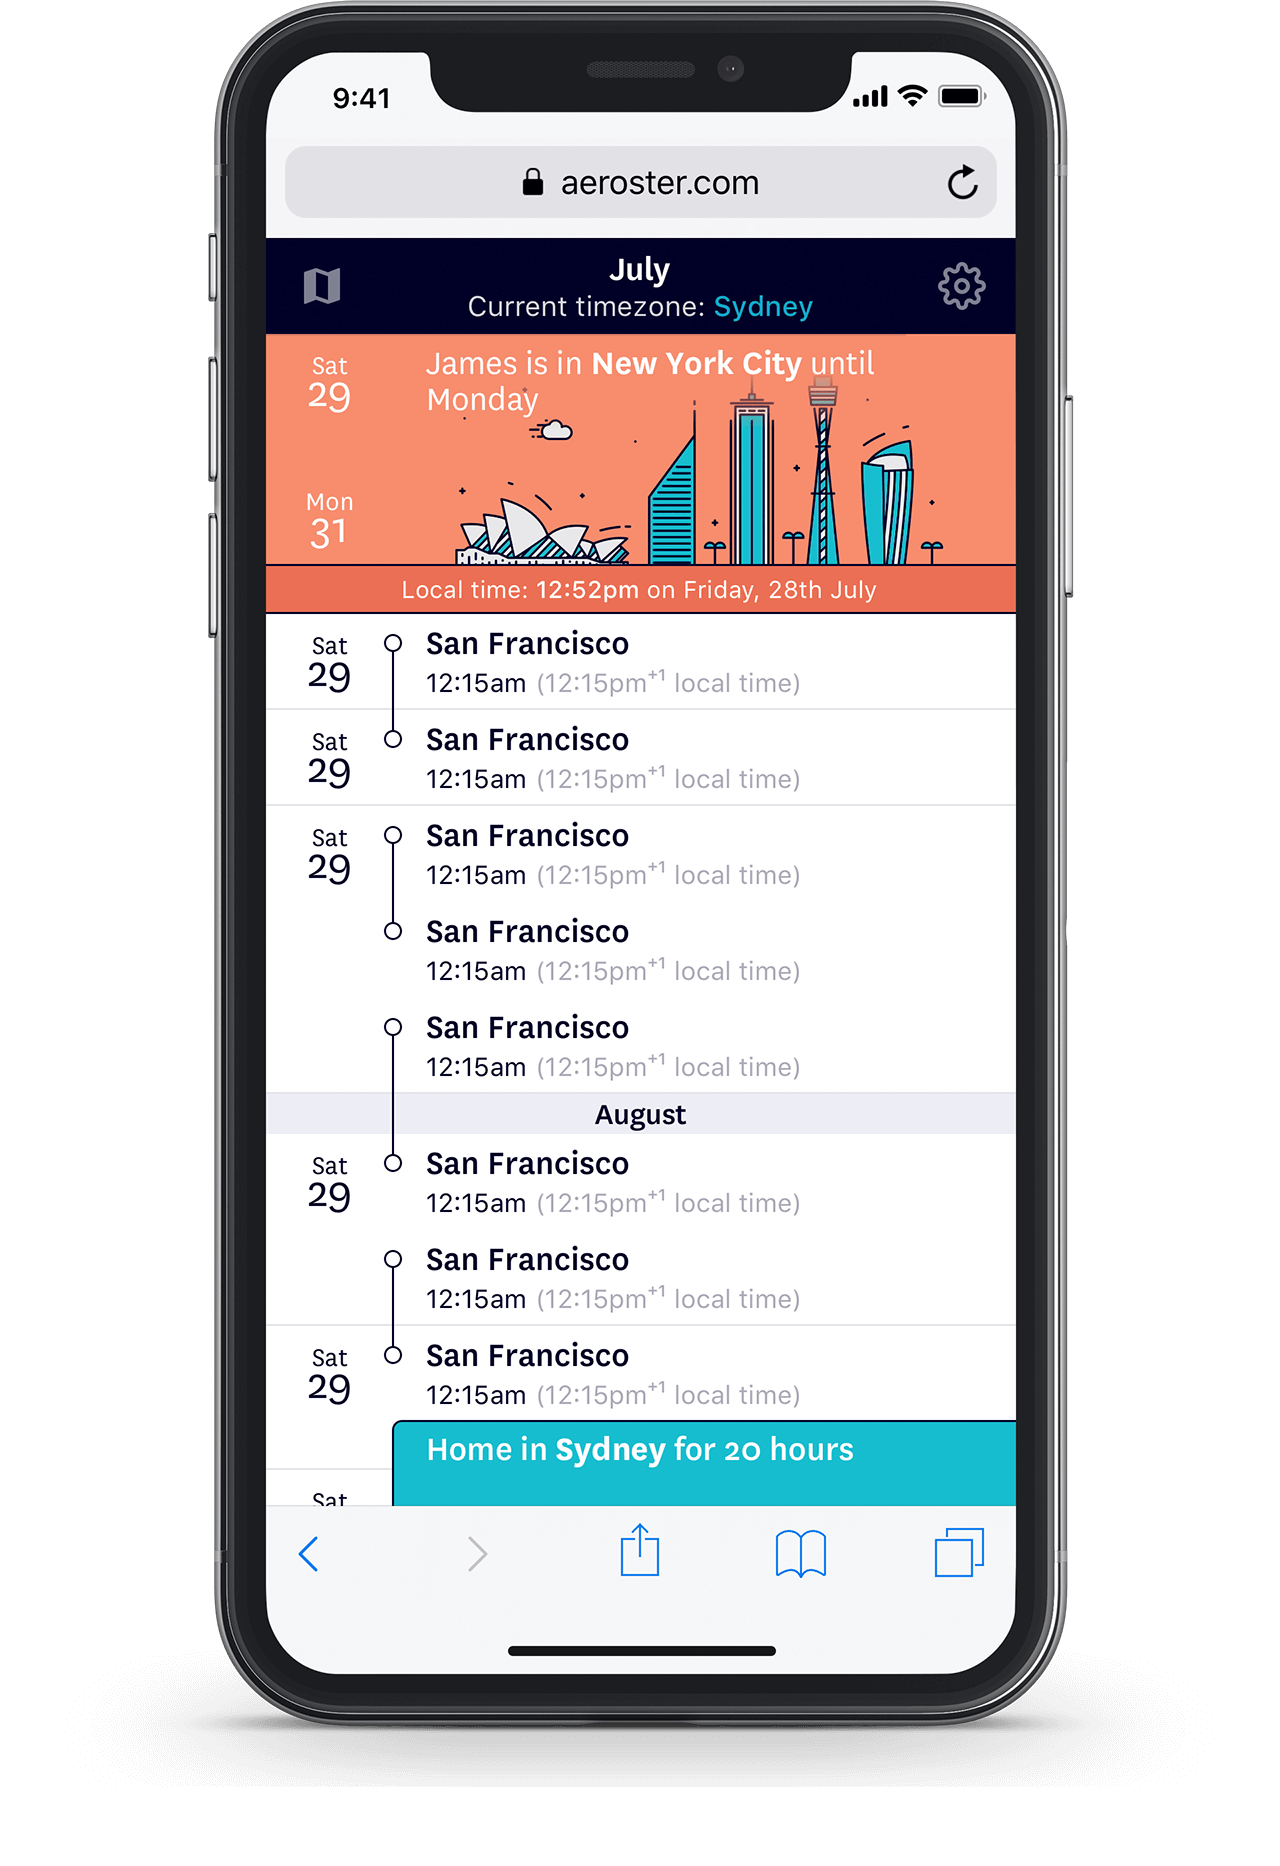 9:41
aeroster.com
July
Current timezone: Sydney
Sat
29
James is in New York City until
Monday
Mon
31
Local time: 12:52pm on Friday, 28th July
Sat
29
San Francisco
12:15am (12:15pm+1 local time)
Sat
29
San Francisco
12:15am (12:15pm+1 local time)
Sat
29
San Francisco
12:15am (12:15pm+1 local time)
San Francisco
12:15am (12:15pm+1 local time)
San Francisco
12:15am (12:15pm+1 local time)
August
Sat
29
San Francisco
12:15am (12:15pm+1 local time)
San Francisco
12:15am (12:15pm+1 local time)
Sat
29
San Francisco
12:15am (12:15pm+1 local time)
Home in Sydney for 20 hours
Sat